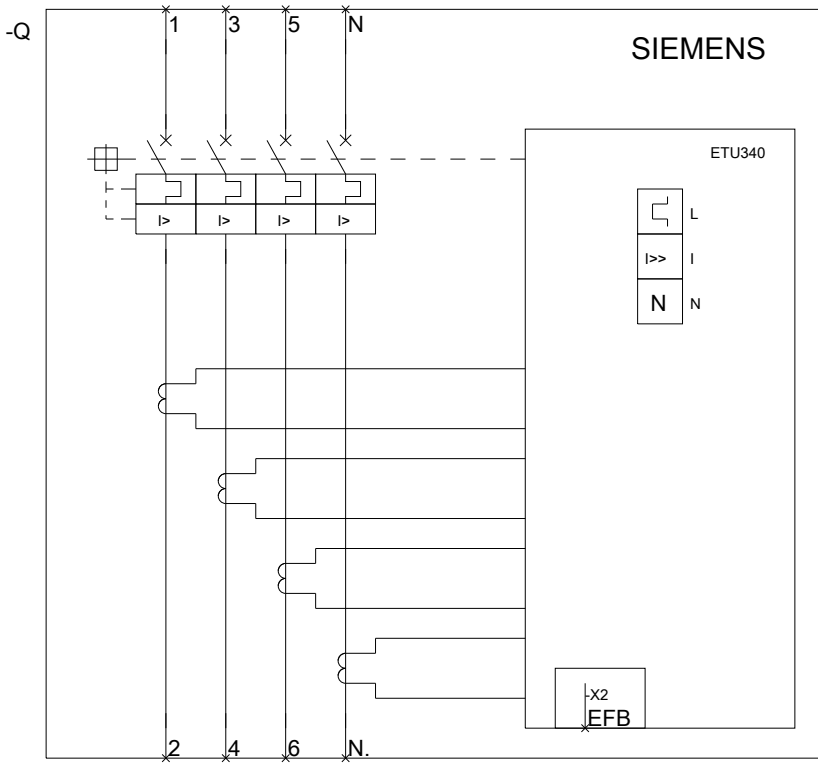 -Q
1 3 5 N
SIEMENS
ETU340
L
I> I> I> I>
I>> I
N N
-X2
EFB
2 4 6 N.